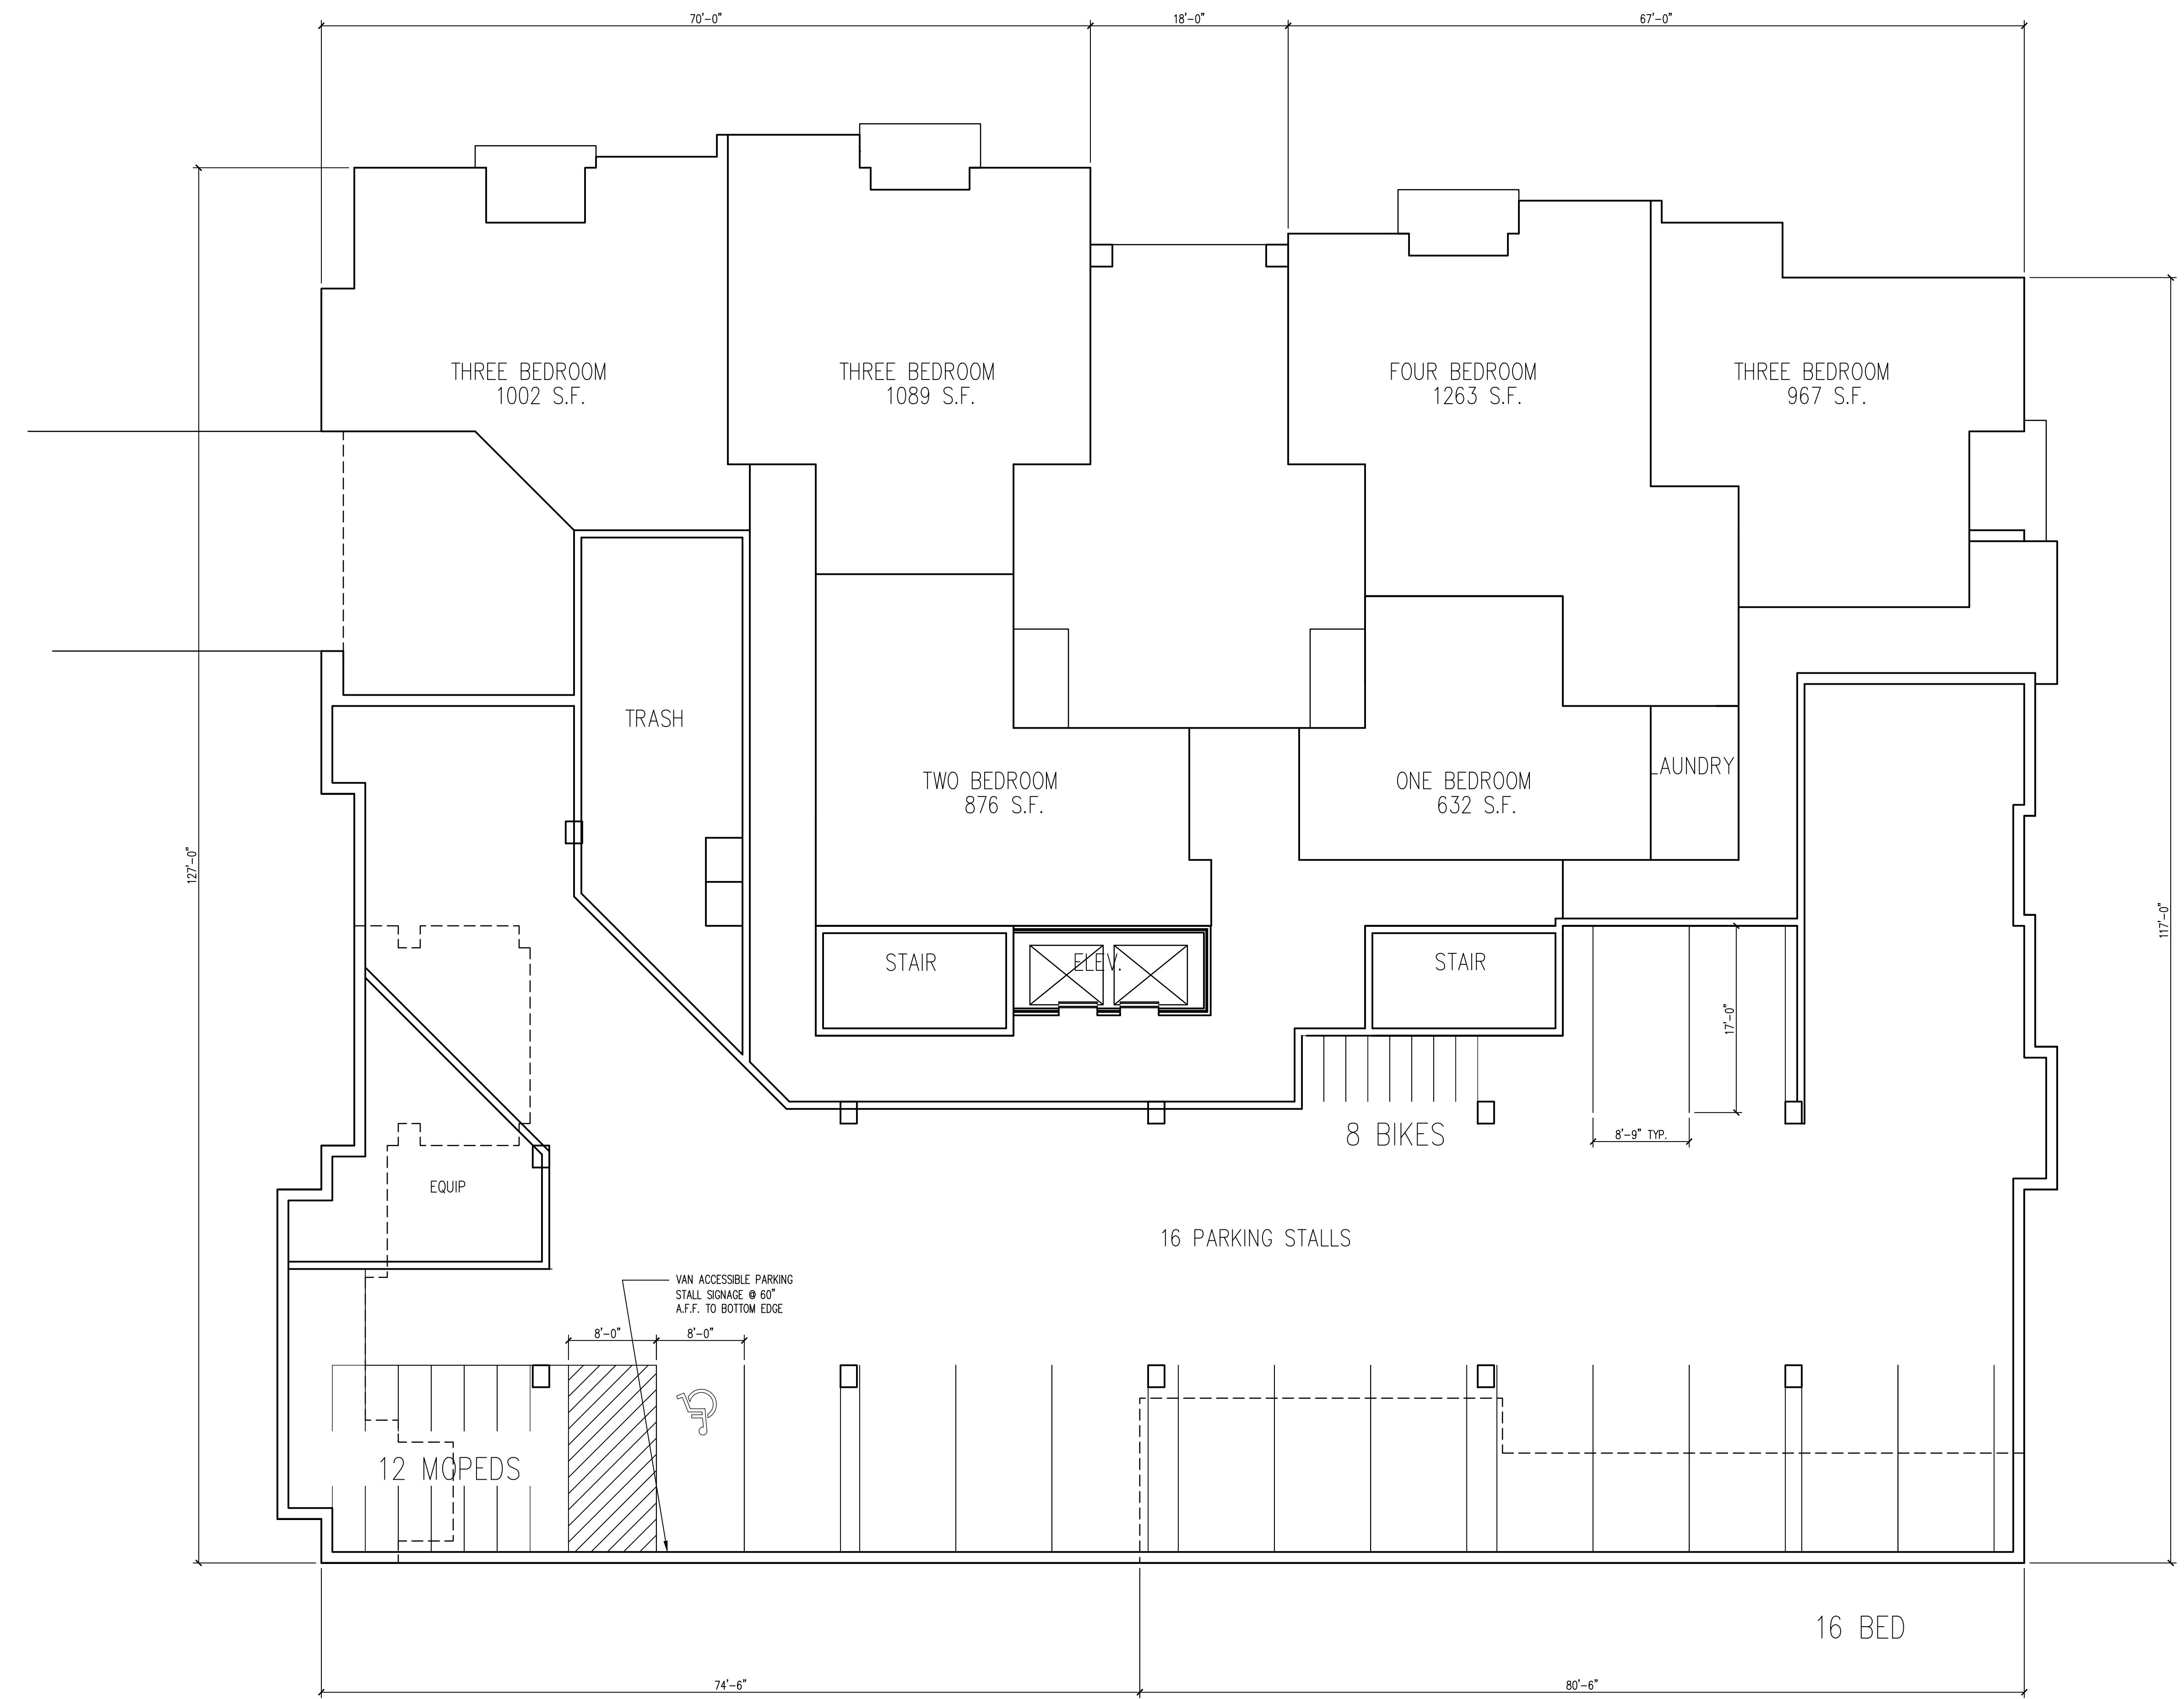 70'-0"
18'-0"
67'-0"
THREE BEDROOM
1002 S.F.
THREE BEDROOM
1089 S.F.
FOUR BEDROOM
1263 S.F.
THREE BEDROOM
967 S.F.
TRASH
TWO BEDROOM
876 S.F.
ONE BEDROOM
632 S.F.
LAUNDRY
127'-0"
117'-0"
STAIR
ELEV.
STAIR
17'-0"
8 BIKES
8'-9" TYP.
EQUIP
16 PARKING STALLS
VAN ACCESSIBLE PARKING
STALL SIGNAGE @ 60"
A.F.F. TO BOTTOM EDGE
8'-0"
8'-0"
12 MOPEDS
16 BED
74'-6"
80'-6"